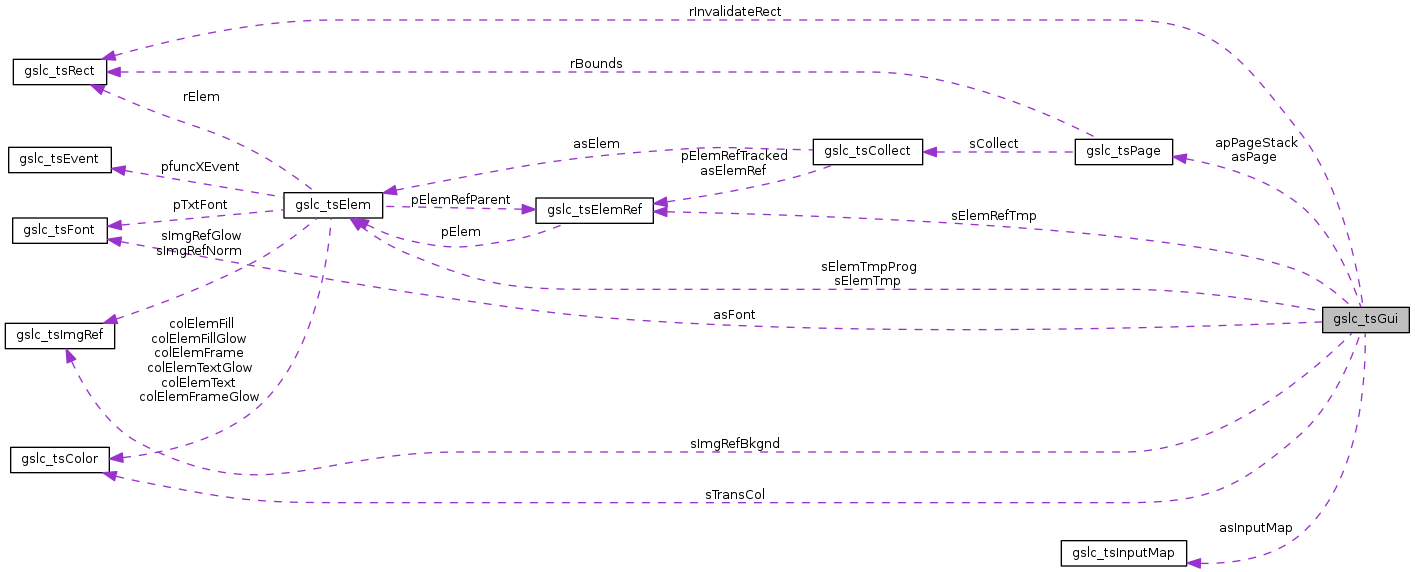 rInvalidateRect
gslc_tsRect
rBounds
rElem
gslc_tsEvent
pfuncXEvent
asElem
pElemRefTracked
asElemRef
gslc_tsCollect
sCollect
gslc_tsPage
apPageStack
asPage
gslc_tsElem
pTxtFont
pElemRefParent
gslc_tsElemRef
sElemRefTmp
gslc_tsFont
sImgRefGlow
sImgRefNorm
pElem
sElemTmpProg
sElemTmp
asFont
gslc_tsGui
gslc_tsImgRef
colElemFill
colElemFillGlow
colElemFrame
colElemTextGlow
colElemText
colElemFrameGlow
sImgRefBkgnd
gslc_tsColor
sTransCol
asInputMap
gslc_tsInputMap